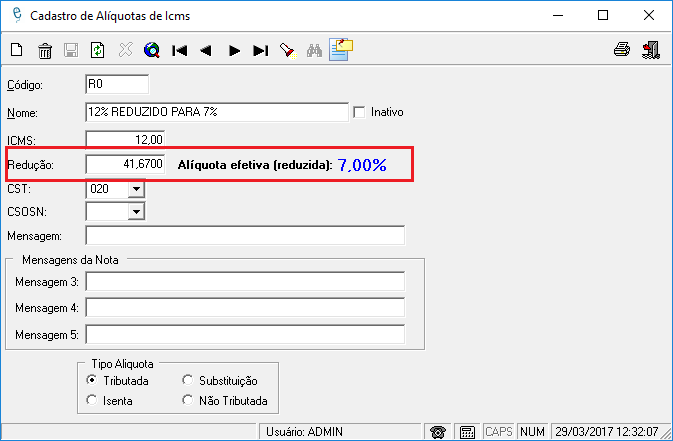 Cadastro de Alíquotas de Icms
Código: R0
Nome: 12% REDUZIDO PARA 7% Inativo
ICMS: 12,00
Redução: 41,6700 Alíquota efetiva (reduzida): 7,00%
CST: 020
CSOSN:
Mensagem:
Mensagens da Nota
Mensagem 3:
Mensagem 4:
Mensagem 5:
Tipo Aliquota
Tributada Substituição
Isenta Não Tributada
Usuário: ADMIN CAPS NUM 29/03/2017 12:32:07